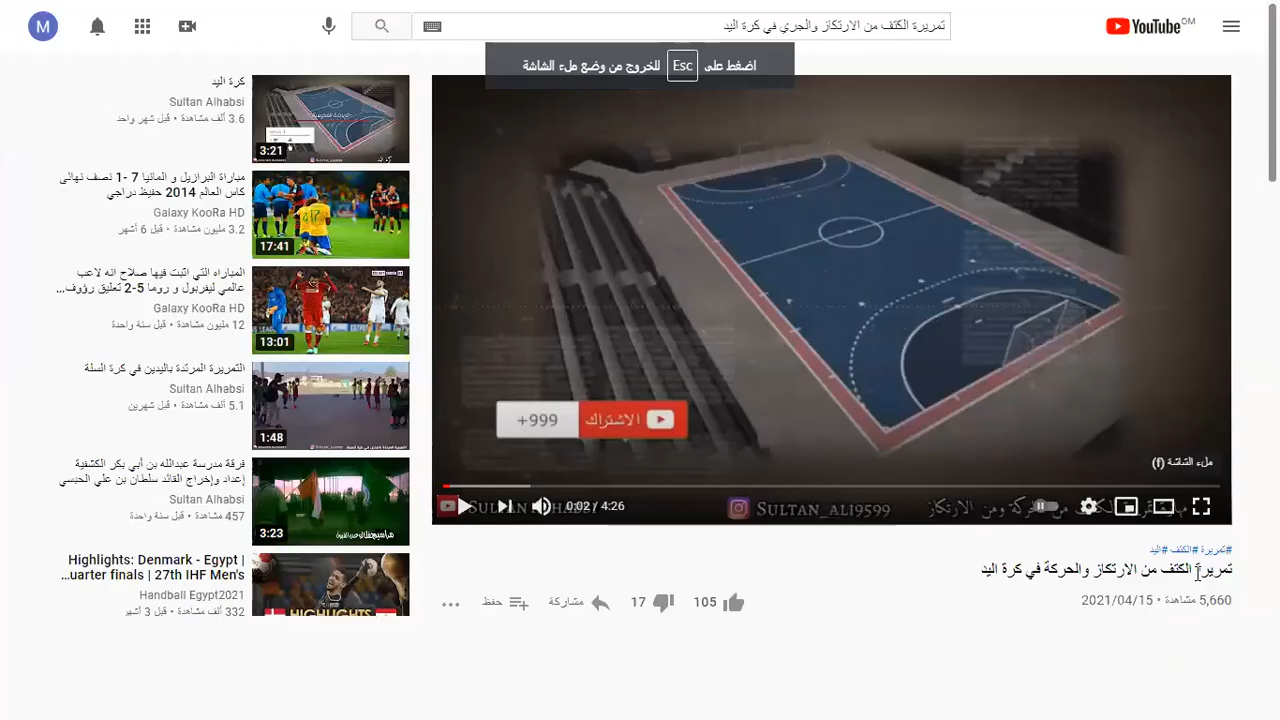 YouTube OM
تمريرة الكتف من الارتكاز والجري في كرة اليد
M
اضغط على Esc للخروج من وضع ملء الشاشة
الاشتراك
+999
ملء الشاشة (f)
0:02 / 4:26
SULTAN_ALI9599
#تمريرة #الكتف #اليد
تمريرة الكتف من الارتكاز والحركة في كرة اليد
5,660 مشاهدة • 2021/04/15
105
17
مشاركة
حفظ
...
كرة اليد
Sultan Alhabsi
3.6 ألف مشاهدة • قبل شهر واحد
3:21
مباراة البرازيل و المانيا 7 -1 نصف نهائى
كاس العالم 2014 حفيظ دراجي
Galaxy KooRa HD
3.2 مليون مشاهدة • قبل 6 أشهر
17:41
المباراه التي اثبت فيها صلاح انه لاعب
عالمي ليفربول و روما 5-2 تعليق رؤوف...
Galaxy KooRa HD
12 مليون مشاهدة • قبل سنة واحدة
13:01
التمريرة المرتدة باليدين في كرة السلة
Sultan Alhabsi
5.1 ألف مشاهدة • قبل شهرين
1:48
فرقة مدرسة عبدالله بن أبي بكر الكشفية
إعداد وإخراج القائد سلطان بن علي الحبسي
Sultan Alhabsi
457 مشاهدة • قبل سنة واحدة
3:23
Highlights: Denmark - Egypt |
...uarter finals | 27th IHF Men's
Handball Egypt2021
332 ألف مشاهدة • قبل 3 أشهر
HIGHLIGHTS